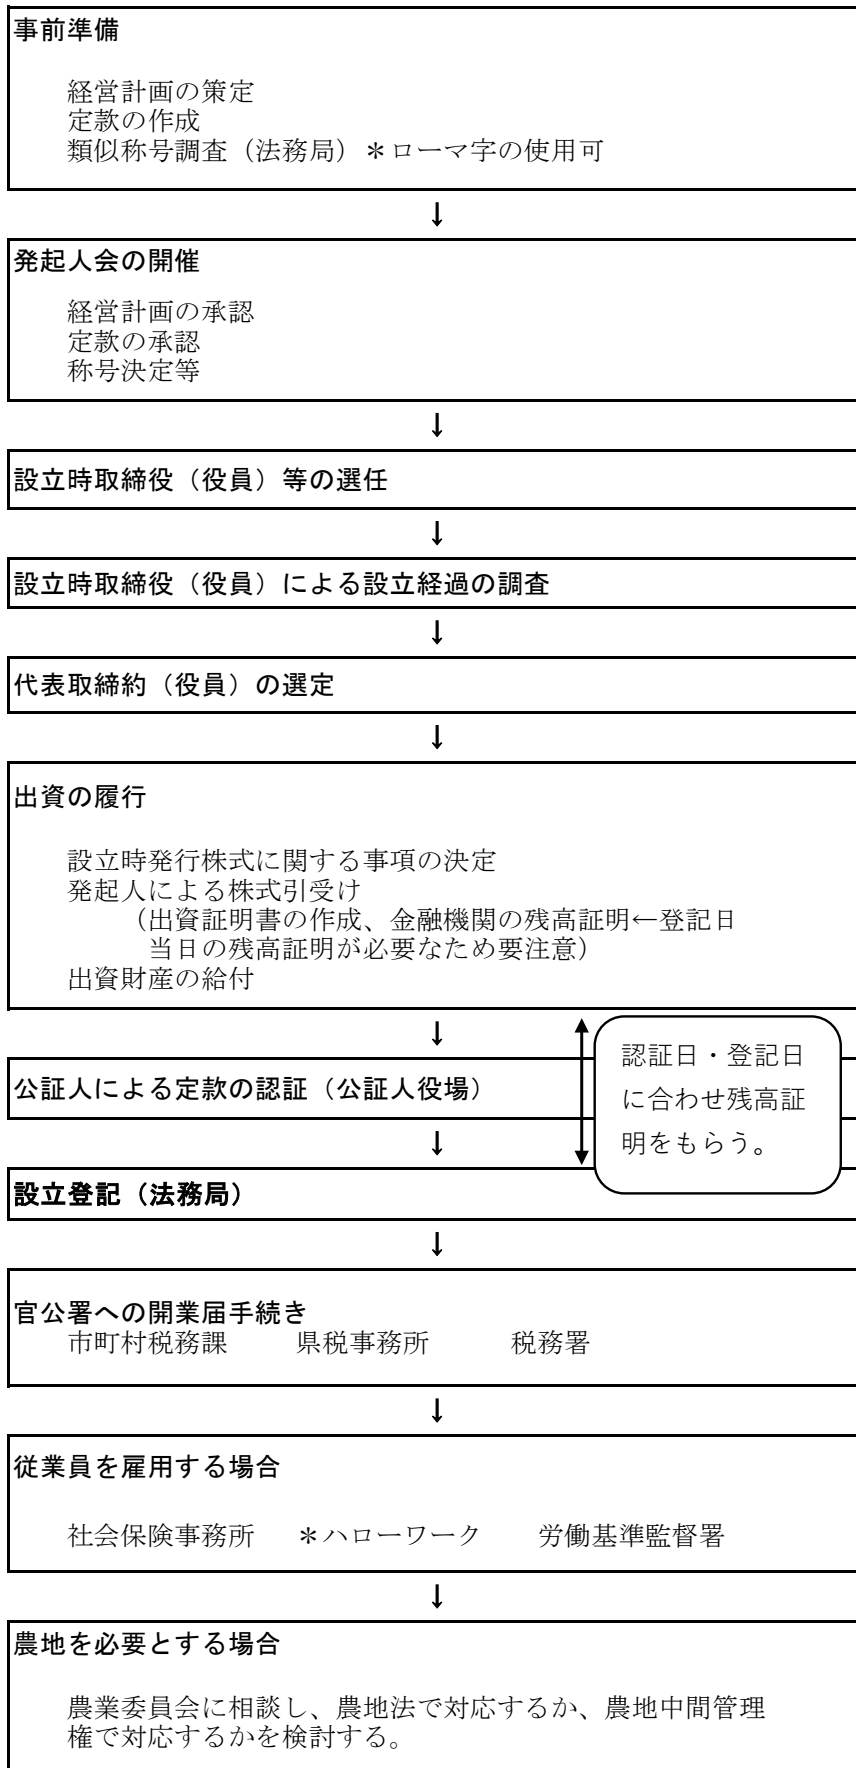 事前準備
経営計画の策定
定款の作成
類似称号調査（法務局）＊ローマ字の使用可
↓
発起人会の開催
経営計画の承認
定款の承認
称号決定等
↓
設立時取締役（役員）等の選任
↓
設立時取締役（役員）による設立経過の調査
↓
代表取締約（役員）の選定
↓
出資の履行
設立時発行株式に関する事項の決定
発起人による株式引受け
（出資証明書の作成、金融機関の残高証明←登記日
当日の残高証明が必要なため要注意）
出資財産の給付
↓
公証人による定款の認証（公証人役場）
認証日・登記日
に合わせ残高証
明をもらう。
↓
設立登記（法務局）
↓
官公署への開業届手続き
市町村税務課　県税事務所　税務署
↓
従業員を雇用する場合
社会保険事務所　＊ハローワーク　労働基準監督署
↓
農地を必要とする場合
農業委員会に相談し、農地法で対応するか、農地中間管理
権で対応するかを検討する。